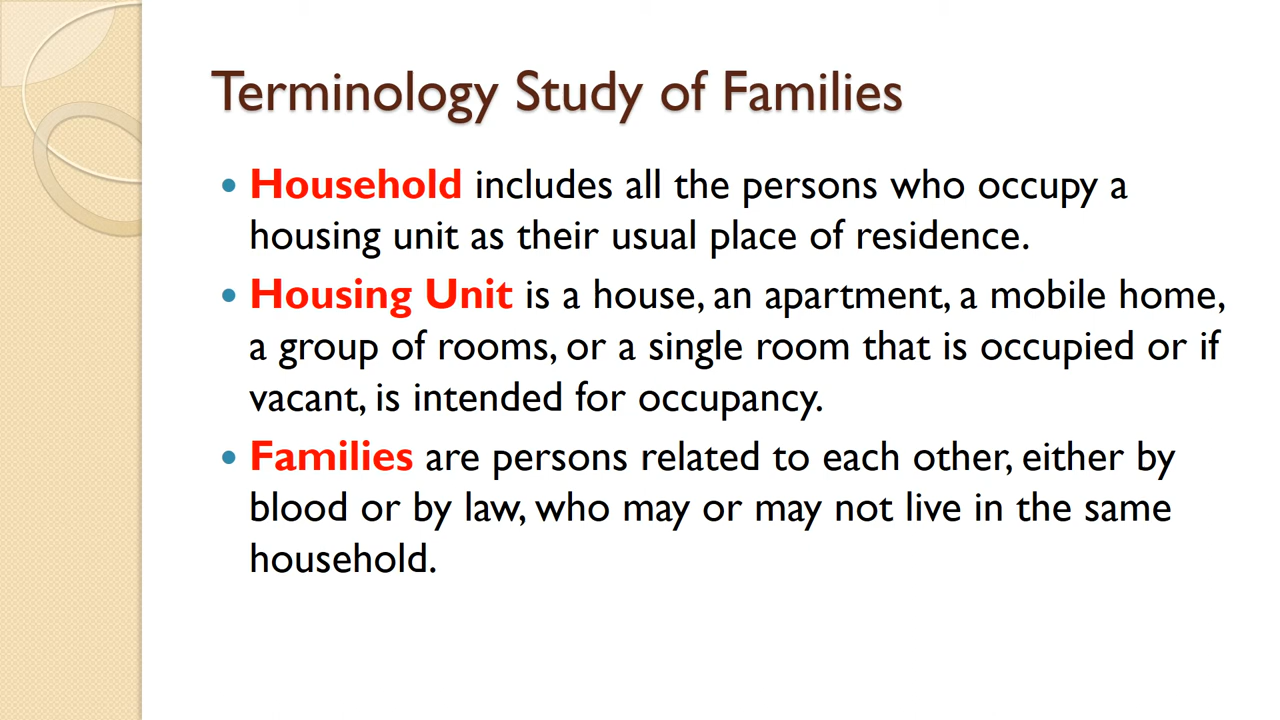 Terminology Study of Families
• Household includes all the persons who occupy a
housing unit as their usual place of residence.
• Housing Unit is a house, an apartment, a mobile home,
a group of rooms, or a single room that is occupied or if
vacant, is intended for occupancy.
• Families are persons related to each other, either by
blood or by law, who may or may not live in the same
household.